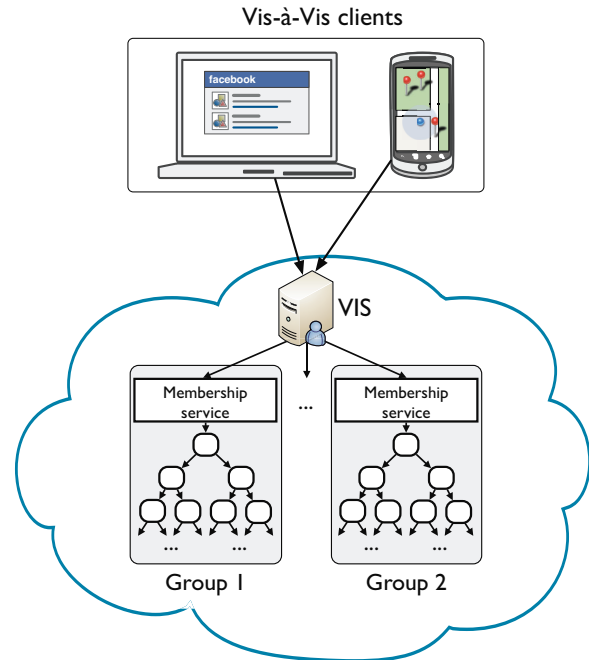 Vis-à-Vis clients
facebook
VIS
Membership
service
...
Membership
service
... ...
... ...
Group 1
Group 2